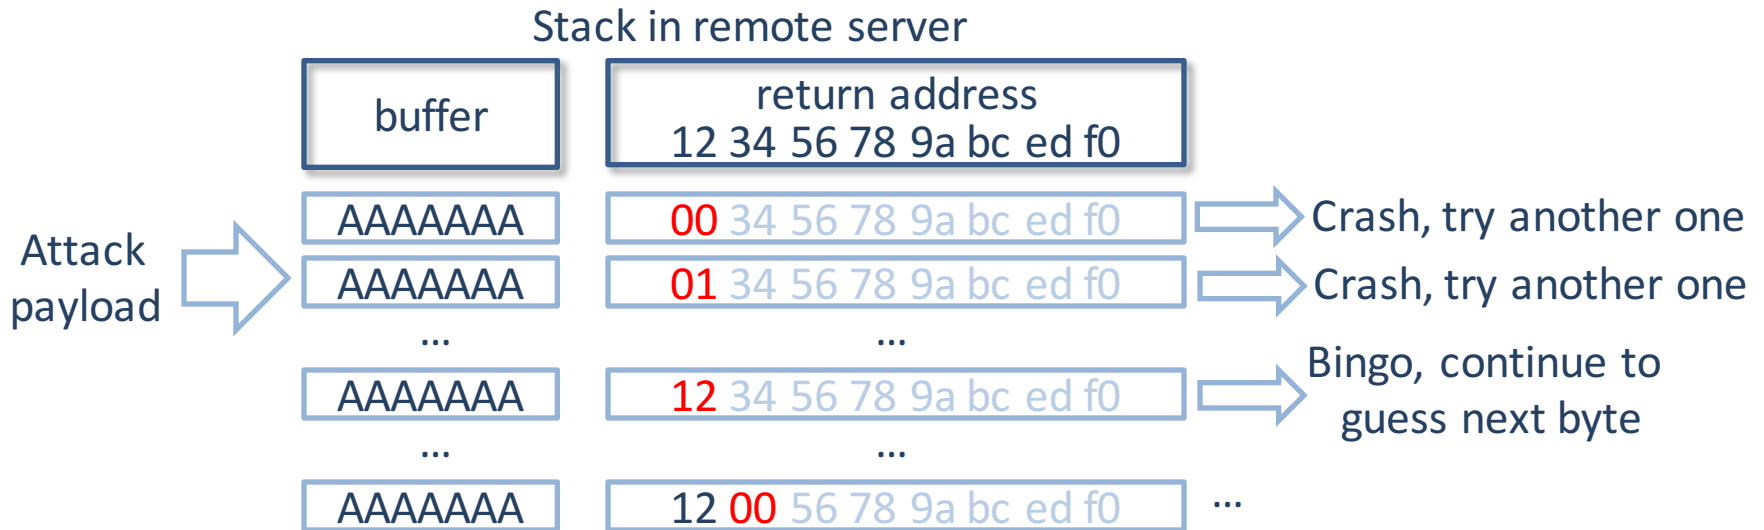 Stack in remote server
buffer
return address
12 34 56 78 9a bc ed f0
Attack
payload
AAAAAAA
00 34 56 78 9a bc ed f0
Crash, try another one
AAAAAAA
01 34 56 78 9a bc ed f0
Crash, try another one
...
...
AAAAAAA
12 34 56 78 9a bc ed f0
Bingo, continue to
guess next byte
...
...
AAAAAAA
12 00 56 78 9a bc ed f0
...